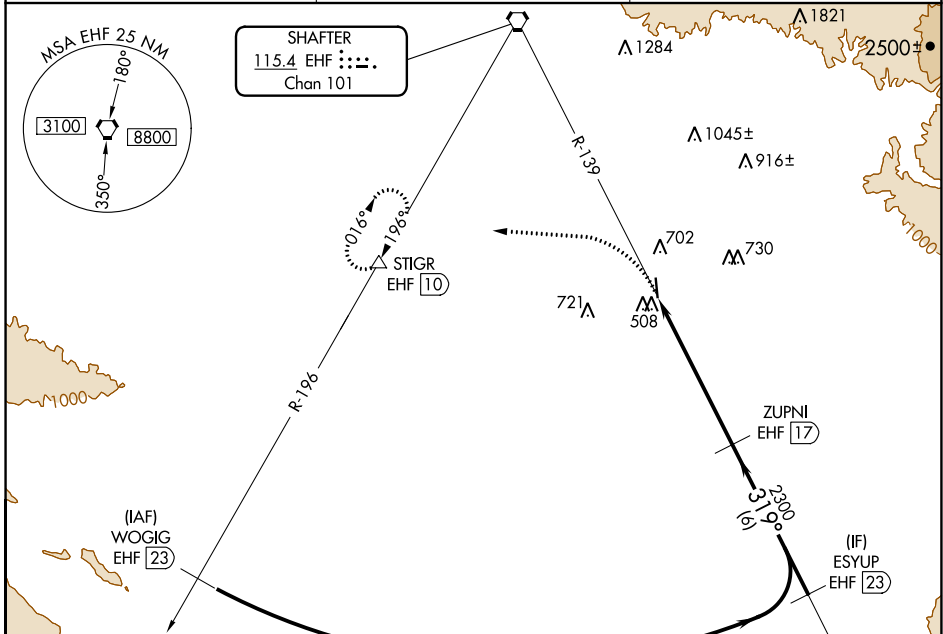 MSA EHF 25 NM
180°
3100
8800
350°
SHAFTER
115.4 EHF
Chan 101
1821
1284
2500±
1045±
916±
R-139
016°
196°
STIGR
EHF 10
702
730
721
508
1000
1000
R-196
ZUPNI
EHF 17
2300
319°
(6)
(IAF)
WOGIG
EHF 23
(IF)
ESYUP
EHF 23